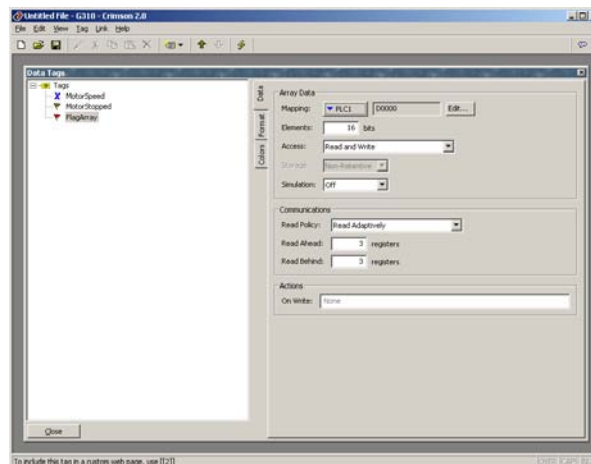 Untitled File - G310 - Crimson 2.0
File Edit View Tag Link Help
Data Tags
Tags
MotorSpeed
MotorStopped
FlagArray
Data
Format
Colors
Array Data
Mapping: PLC1 D0000 Edit...
Elements: 16 bits
Access: Read and Write
Storage: Non-Retentive
Simulation: Off
Communications
Read Policy: Read Adaptively
Read Ahead: 3 registers
Read Behind: 3 registers
Actions
On Write: None
Close
To include this tag in a custom web page, use [[2]]